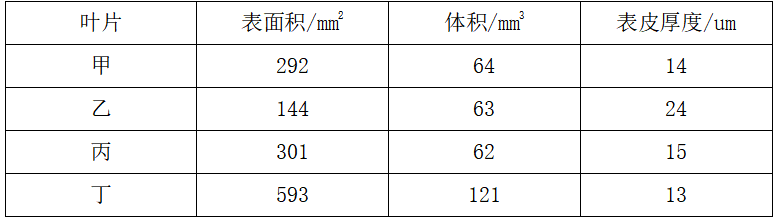 叶片 表面积/mm² 体积/mm³ 表皮厚度/um
甲 292 64 14
乙 144 63 24
丙 301 62 15
丁 593 121 13